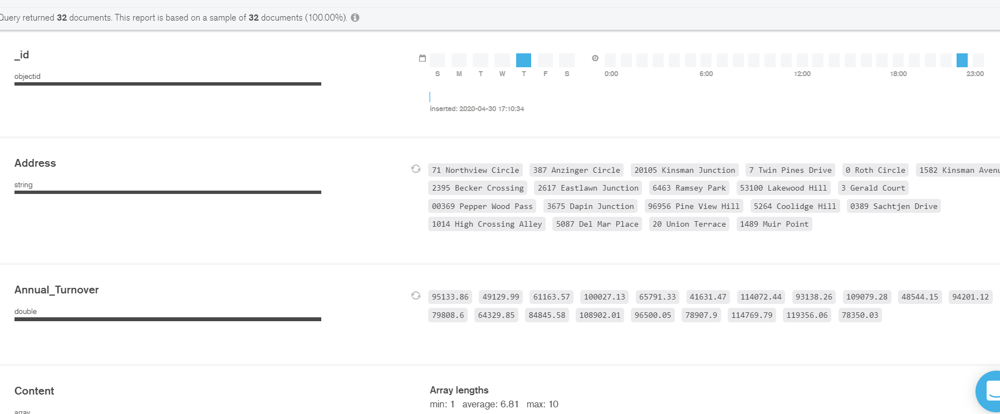 Query returned 32 documents. This report is based on a sample of 32 documents (100.00%).
_id
objectid
S M T W T F S
0:00 6:00 12:00 18:00 23:00
inserted: 2020-04-30 17:10:34
Address
string
71 Northview Circle 387 Anzinger Circle 20105 Kinsman Junction 7 Twin Pines Drive 0 Roth Circle 1582 Kinsman Avenu
2395 Becker Crossing 2617 Eastlawn Junction 6463 Ramsey Park 53100 Lakewood Hill 3 Gerald Court
00369 Pepper Wood Pass 3675 Dapin Junction 96956 Pine View Hill 5264 Coolidge Hill 0389 Sachtjen Drive
1014 High Crossing Alley 5087 Del Mar Place 20 Union Terrace 1489 Muir Point
Annual_Turnover
double
95133.86 49129.99 61163.57 100027.13 65791.33 41631.47 114072.44 93138.26 109079.28 48544.15 94201.12
79808.6 64329.85 84845.58 108902.01 96500.05 78907.9 114769.79 119356.06 78350.03
Content
array
Array lengths
min: 1 average: 6.81 max: 10